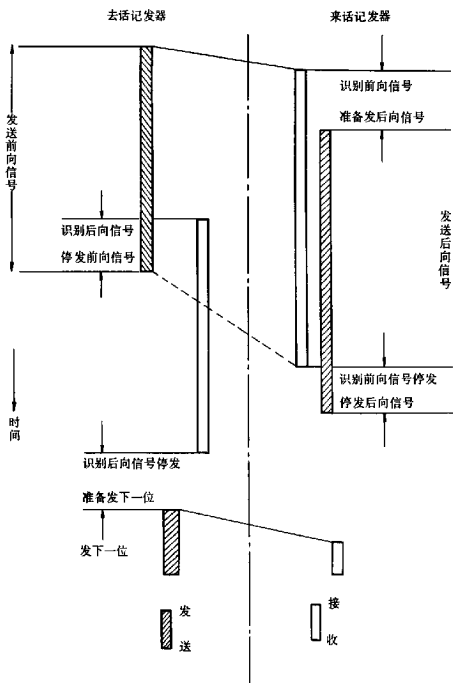 去话记发器
来话记发器
识别前向信号
准备发后向信号
发送前向信号
识别后向信号
停发前向信号
发送后向信号
识别前向信号停发
停发后向信号
时间
识别后向信号停发
准备发下一位
发下一位
发送
接收